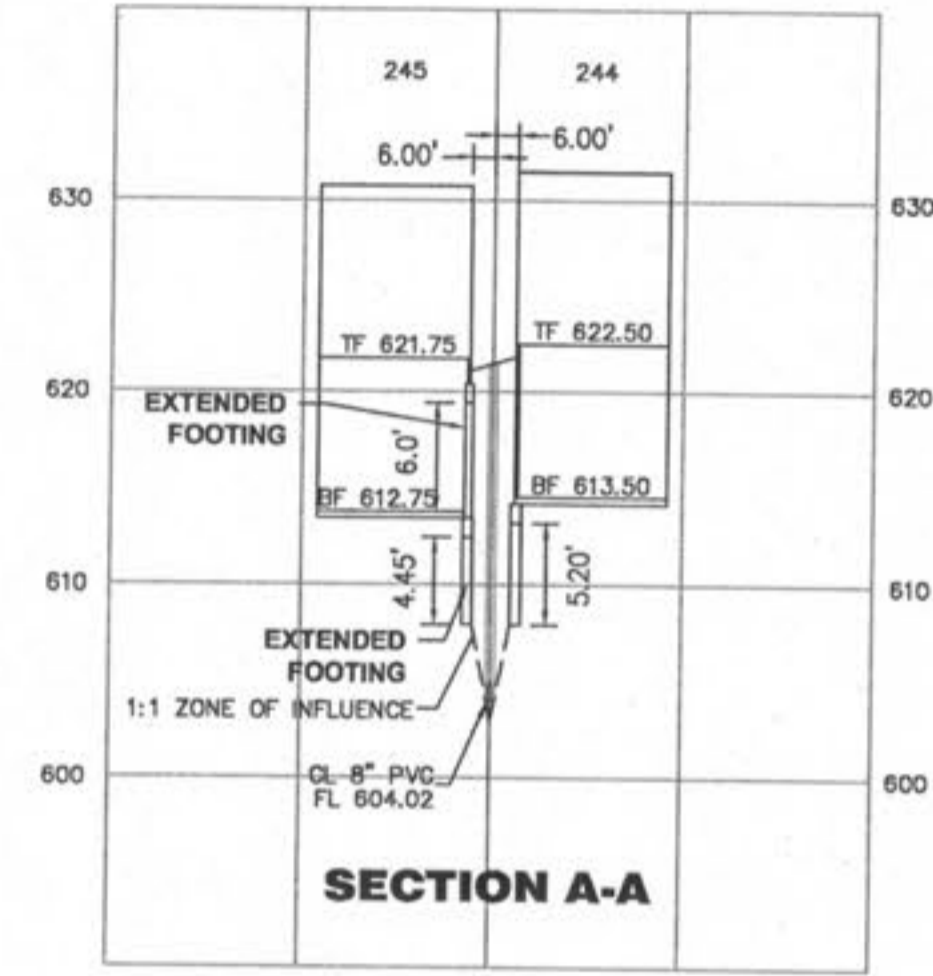 245
244
6.00'
6.00'
630
630
TF 621.75
TF 622.50
620
620
EXTENDED
FOOTING
6.0'
BF 612.75
BF 613.50
610
610
4.45'
5.20'
EXTENDED
FOOTING
1:1 ZONE OF INFLUENCE
600
600
CL 8" PVC
FL 604.02
SECTION A-A